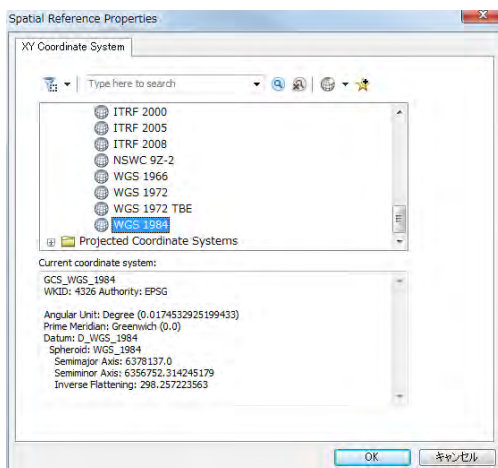 Spatial Reference Properties
XY Coordinate System
Type here to search
ITRF 2000
ITRF 2005
ITRF 2008
NSWC 9Z-2
WGS 1966
WGS 1972
WGS 1972 TBE
WGS 1984
Projected Coordinate Systems
Current coordinate system:
GCS_WGS_1984
WKID: 4326 Authority: EPSG
Angular Unit: Degree (0.0174532925199433)
Prime Meridian: Greenwich (0.0)
Datum: D_WGS_1984
Spheroid: WGS_1984
Semimajor Axis: 6378137.0
Semiminor Axis: 6356752.314245179
Inverse Flattening: 298.257223563
OK
キャンセル